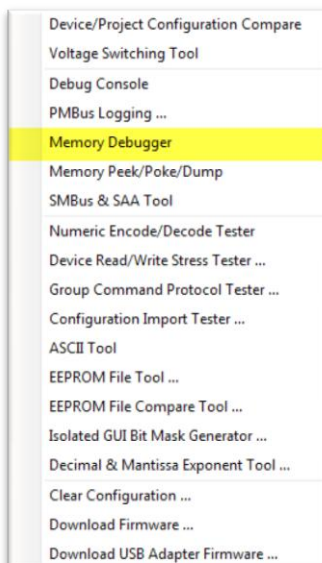 Device/Project Configuration Compare
Voltage Switching Tool
Debug Console
PMBus Logging ...
Memory Debugger
Memory Peek/Poke/Dump
SMBus & SAA Tool
Numeric Encode/Decode Tester
Device Read/Write Stress Tester ...
Group Command Protocol Tester ...
Configuration Import Tester ...
ASCII Tool
EEPROM File Tool ...
EEPROM File Compare Tool ...
Isolated GUI Bit Mask Generator ...
Decimal & Mantissa Exponent Tool ...
Clear Configuration ...
Download Firmware ...
Download USB Adapter Firmware ...